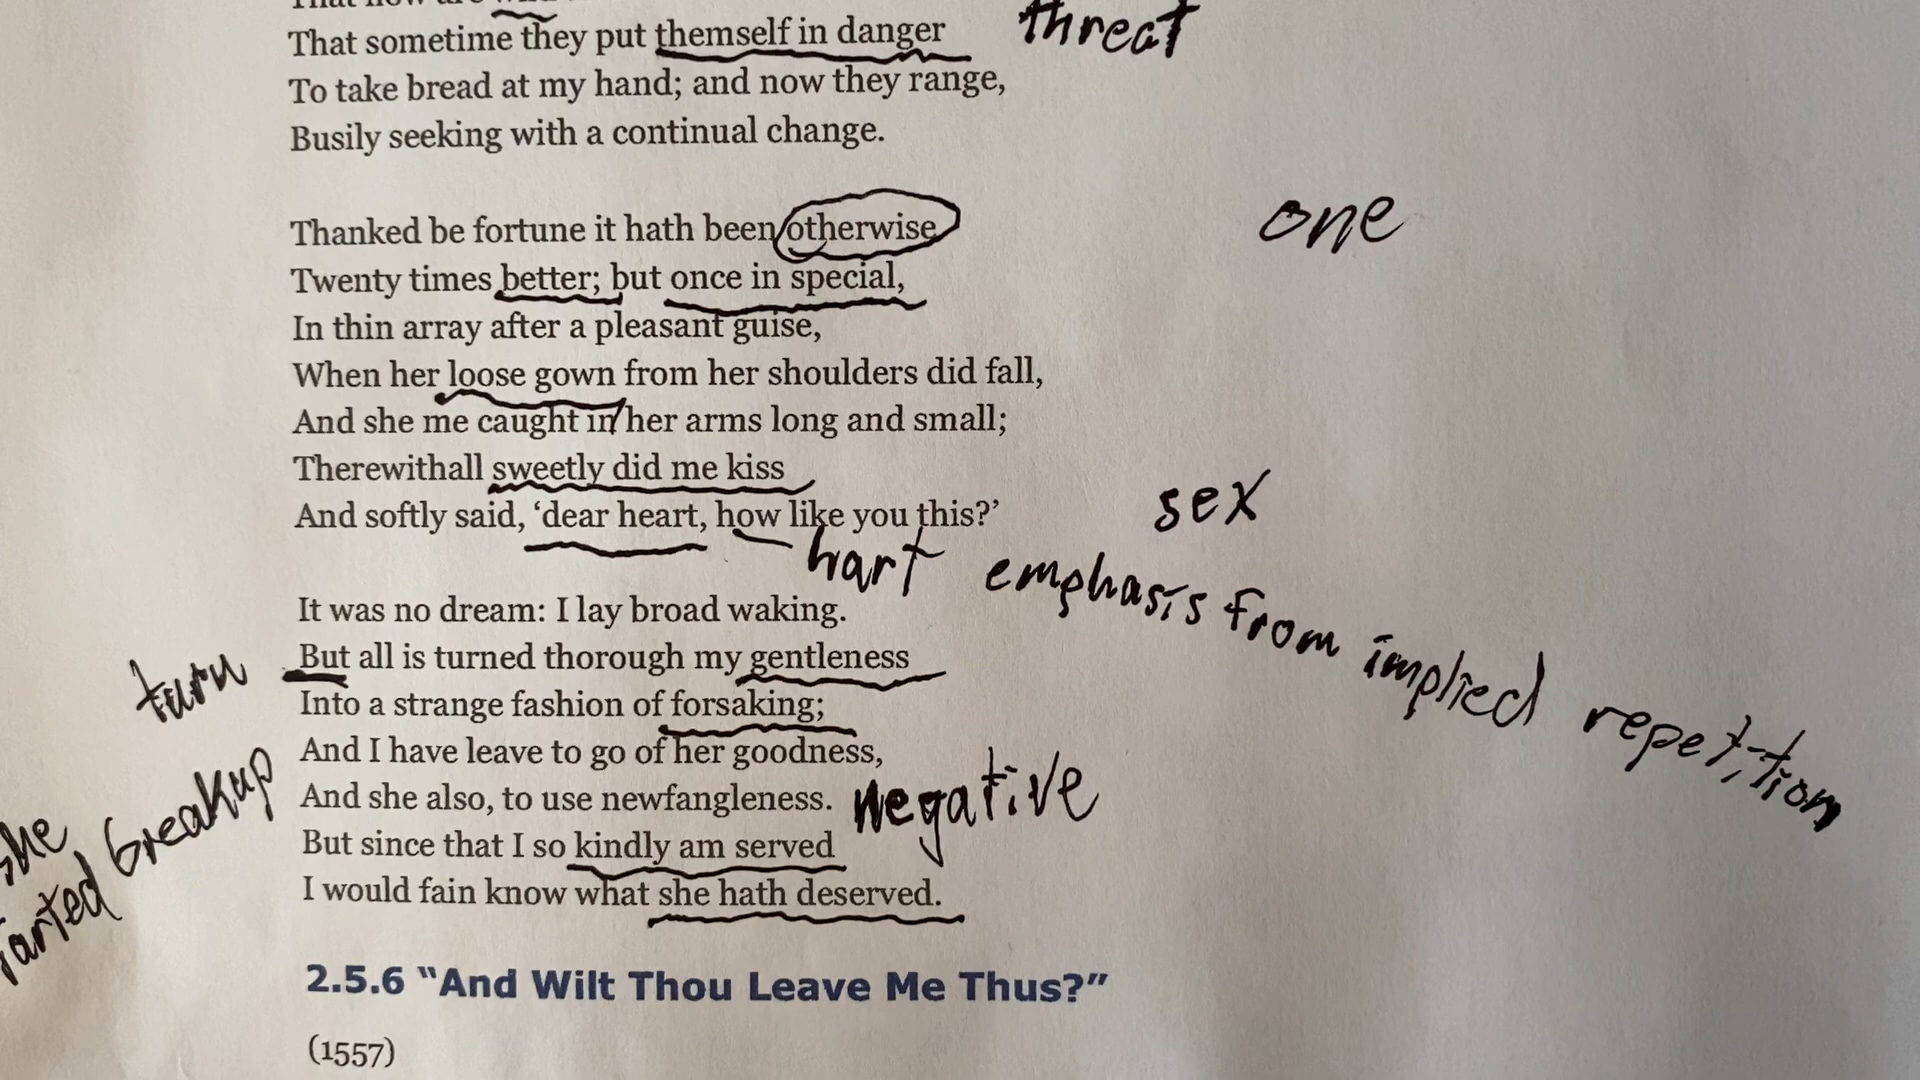 That sometime they put themself in danger threat
To take bread at my hand; and now they range,
Busily seeking with a continual change.
Thanked be fortune it hath been otherwise one
Twenty times better; but once in special,
In thin array after a pleasant guise,
When her loose gown from her shoulders did fall,
And she me caught in her arms long and small;
Therewithall sweetly did me kiss
And softly said, ‘dear heart, how like you this?’ sex
hart emphasis from implied repetition
It was no dream: I lay broad waking.
turn But all is turned thorough my gentleness
Into a strange fashion of forsaking;
And I have leave to go of her goodness,
And she also, to use newfangleness. negative
she
breakup
But since that I so kindly am served
I would fain know what she hath deserved.
2.5.6 “And Wilt Thou Leave Me Thus?”
(1557)